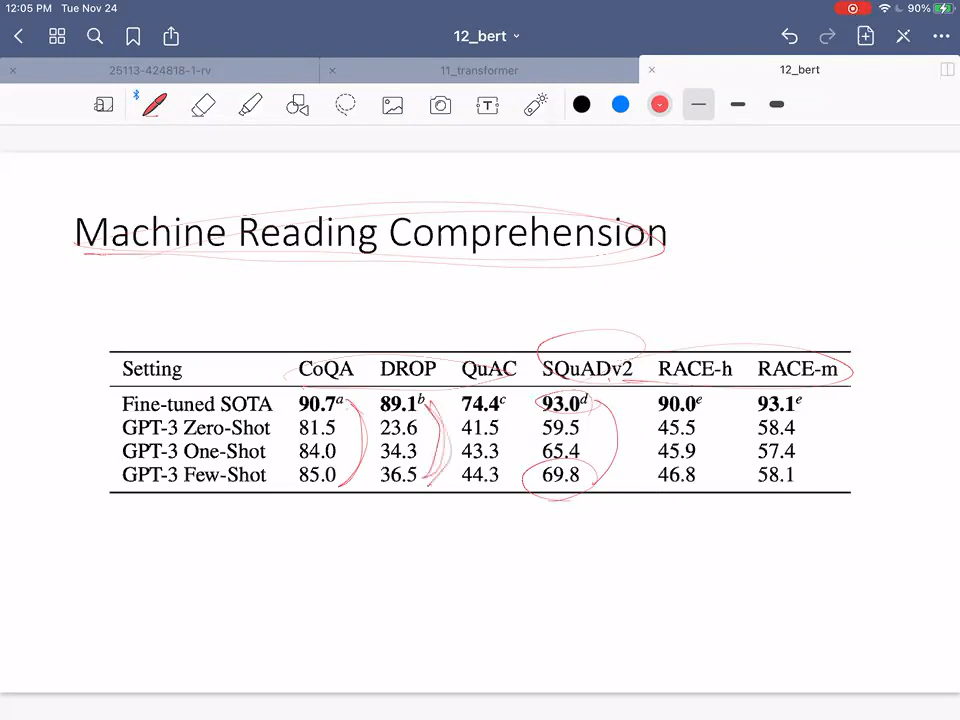 12:05 PM Tue Nov 24 90%
12_bert
25113-424818-1-rv 11_transformer 12_bert
T
Machine Reading Comprehension
Setting CoQA DROP QuAC SQuADv2 RACE-h RACE-m
Fine-tuned SOTA 90.7a 89.1b 74.4c 93.0d 90.0e 93.1e
GPT-3 Zero-Shot 81.5 23.6 41.5 59.5 45.5 58.4
GPT-3 One-Shot 84.0 34.3 43.3 65.4 45.9 57.4
GPT-3 Few-Shot 85.0 36.5 44.3 69.8 46.8 58.1